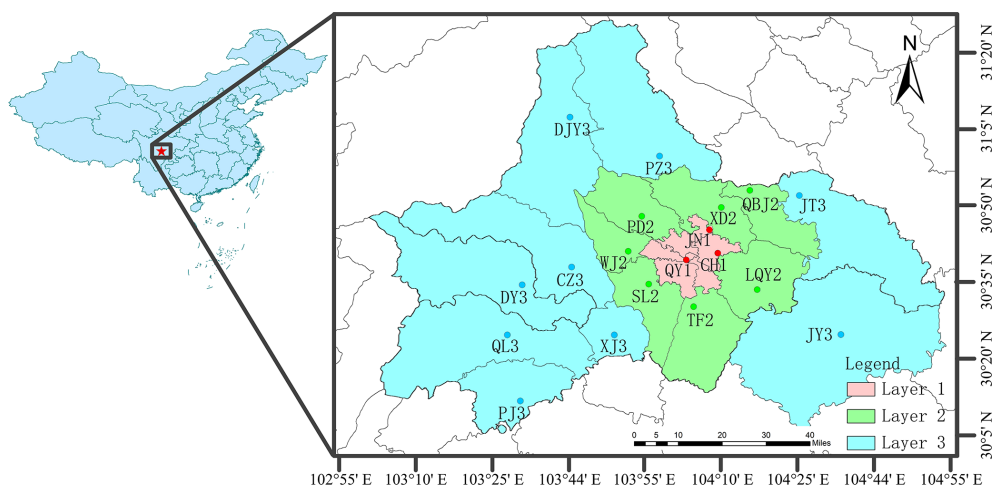 N
DJY3
PZ3
QBJ2
JT3
XD2
PD2
JN1
WJ2
CH1
QY1
CZ3
LQY2
DY3
SL2
TF2
QL3
XJ3
JY3
PJ3
Legend
Layer 1
Layer 2
Layer 3
0 5 10 20 30 40
Miles
31°20′ N
31°5′ N
30°50′ N
30°35′ N
30°20′ N
30°5′ N
102°55′ E 103°10′ E 103°25′ E 103°44′ E 103°55′ E 104°10′ E 104°25′ E 104°44′ E 104°55′ E